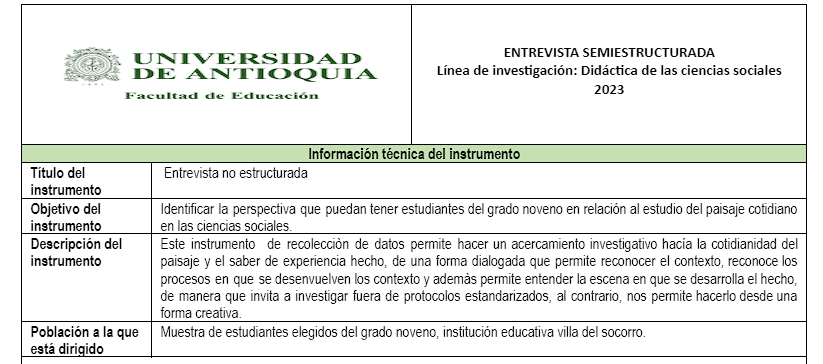 UNIVERSIDAD
DE ANTIOQUIA
Facultad de Educación
ENTREVISTA SEMIESTRUCTURADA
Línea de investigación: Didáctica de las ciencias sociales
2023
Información técnica del instrumento
Título del
instrumento
Entrevista no estructurada
Objetivo del
instrumento
Identificar la perspectiva que puedan tener estudiantes del grado noveno en relación al estudio del paisaje cotidiano
en las ciencias sociales.
Descripción del
instrumento
Este instrumento de recolecciòn de datos permite hacer un acercamiento investigativo hacía la cotidianidad del
paisaje y el saber de experiencia hecho, de una forma dialogada que permite reconocer el contexto, reconoce los
procesos en que se desenvuelven los contexto y además permite entender la escena en que se desarrolla el hecho,
de manera que invita a investigar fuera de protocolos estandarizados, al contrario, nos permite hacerlo desde una
forma creativa.
Población a la que
está dirigido
Muestra de estudiantes elegidos del grado noveno, institución educativa villa del socorro.